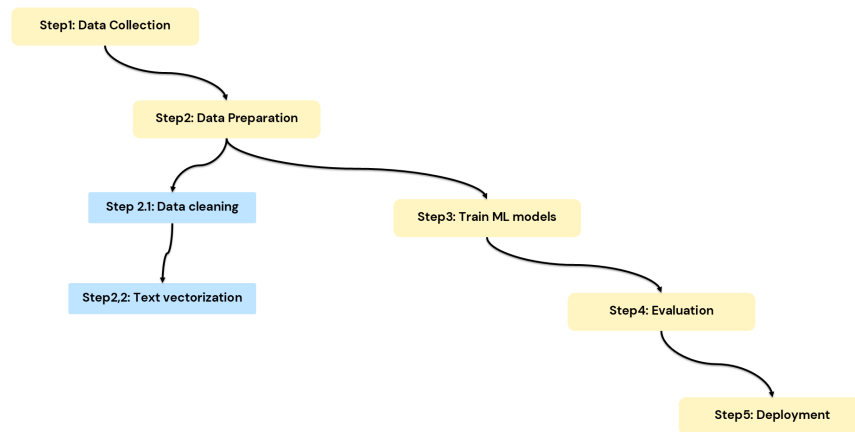 Step1: Data Collection
Step2: Data Preparation
Step 2.1: Data cleaning
Step3: Train ML models
Step2,2: Text vectorization
Step4: Evaluation
Step5: Deployment